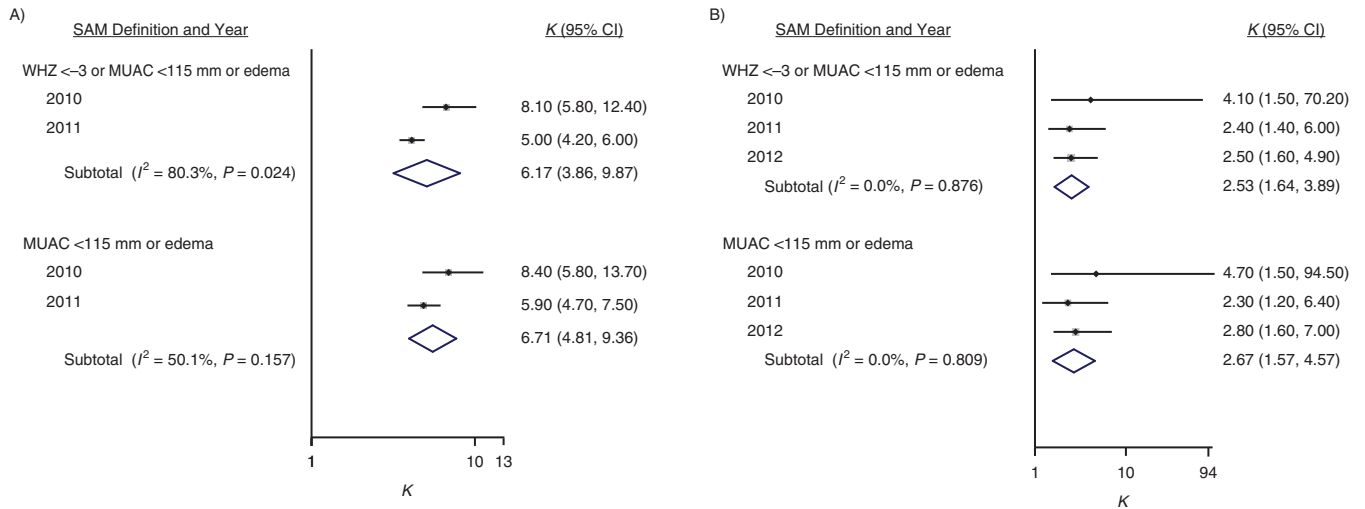 A)
SAM Definition and Year K (95% CI)
WHZ <–3 or MUAC <115 mm or edema
2010 8.10 (5.80, 12.40)
2011 5.00 (4.20, 6.00)
Subtotal (I² = 80.3%, P = 0.024) 6.17 (3.86, 9.87)
MUAC <115 mm or edema
2010 8.40 (5.80, 13.70)
2011 5.90 (4.70, 7.50)
6.71 (4.81, 9.36)
Subtotal (I² = 50.1%, P = 0.157)
1 10 13
K
B)
SAM Definition and Year K (95% CI)
WHZ <–3 or MUAC <115 mm or edema
2010 4.10 (1.50, 70.20)
2011 2.40 (1.40, 6.00)
2012 2.50 (1.60, 4.90)
Subtotal (I² = 0.0%, P = 0.876) 2.53 (1.64, 3.89)
MUAC <115 mm or edema
2010 4.70 (1.50, 94.50)
2011 2.30 (1.20, 6.40)
2012 2.80 (1.60, 7.00)
Subtotal (I² = 0.0%, P = 0.809) 2.67 (1.57, 4.57)
1 10 94
K